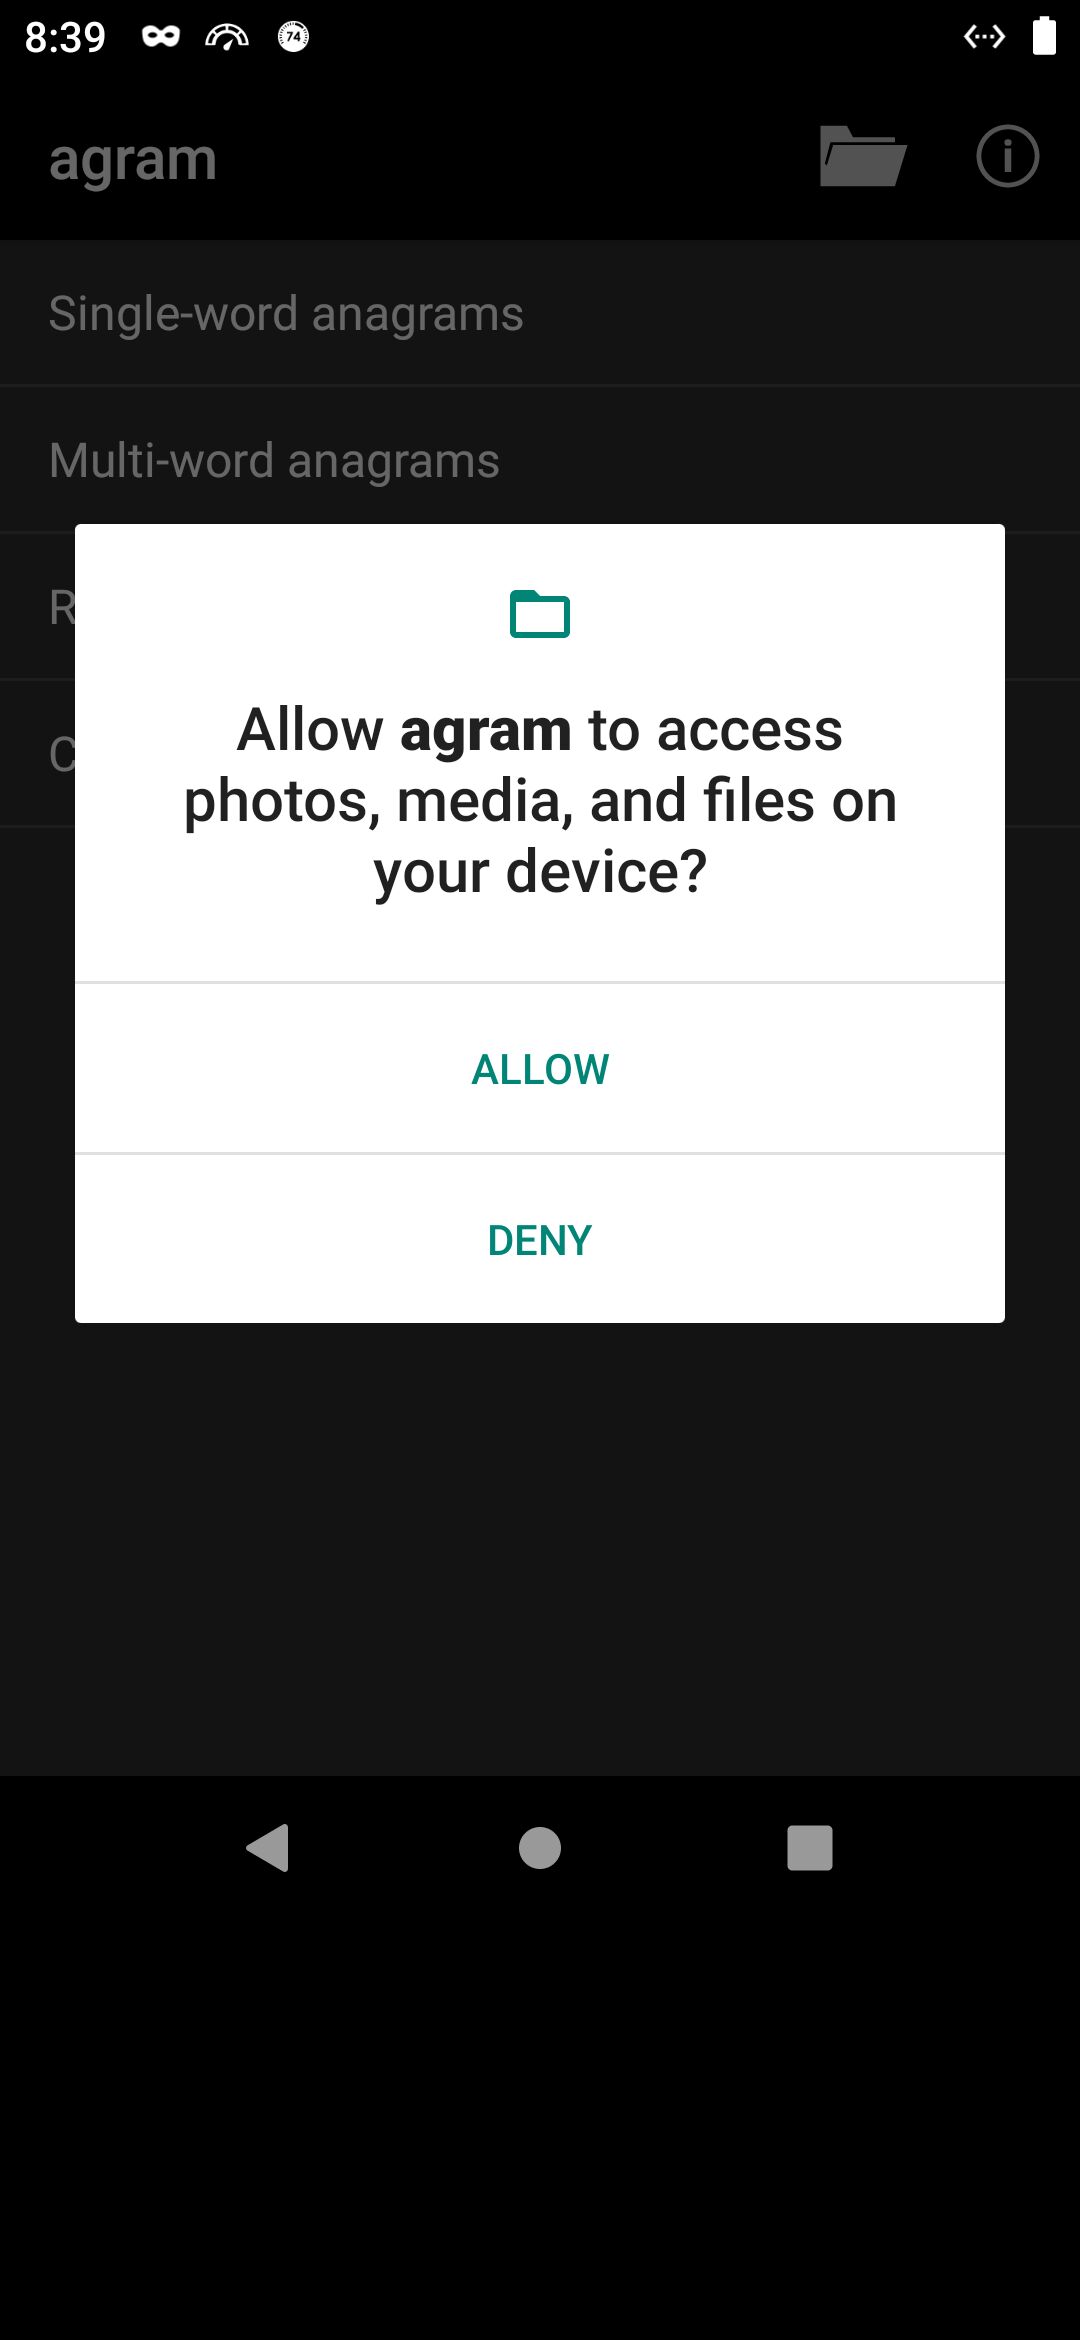 8:39
74
agram
Single-word anagrams
Multi-word anagrams
R
C
Allow agram to access
photos, media, and files on
your device?
ALLOW
DENY